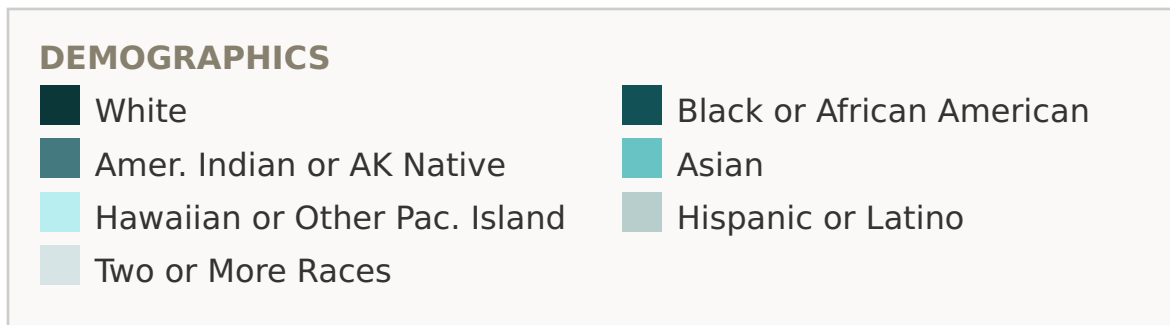 DEMOGRAPHICS
White
Black or African American
Amer. Indian or AK Native
Asian
Hawaiian or Other Pac. Island
Hispanic or Latino
Two or More Races